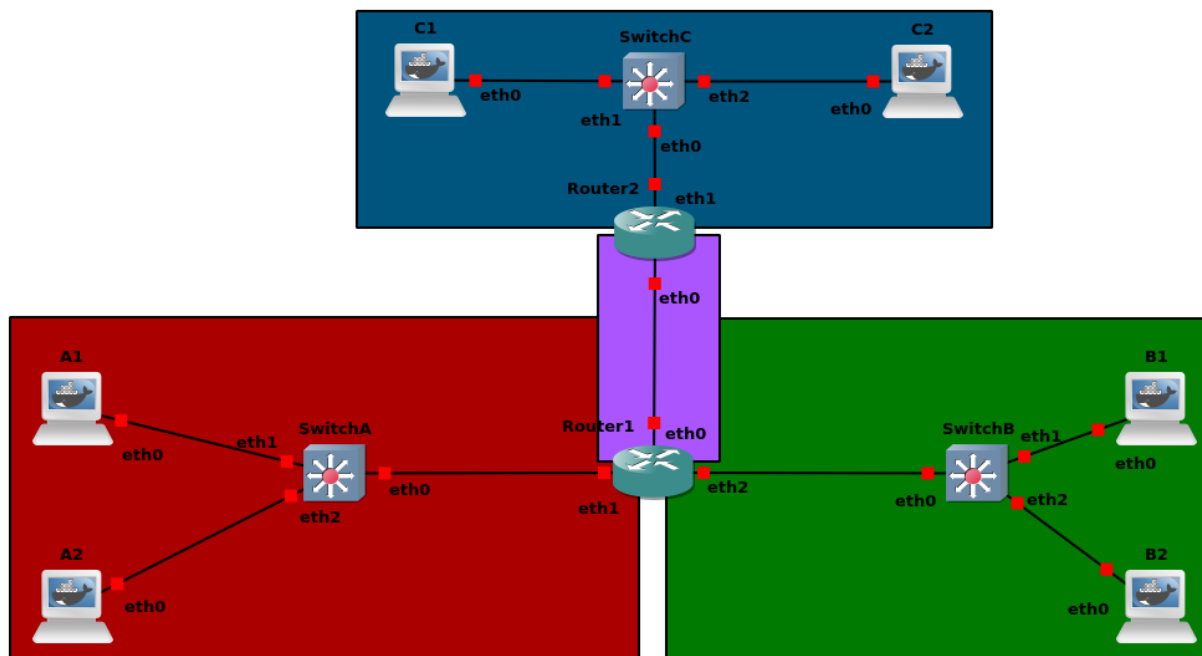 C1
SwitchC
C2
eth0
eth1
eth2
eth0
eth0
Router2
eth1
eth0
A1
B1
Router1
eth0
SwitchA
eth1
eth0
SwitchB
eth1
eth0
eth0
eth1
eth2
eth0
eth2
eth2
A2
B2
eth0
eth0